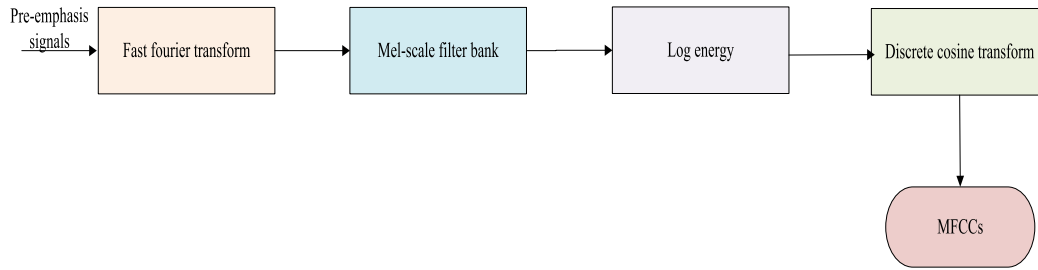 Pre-emphasis
signals
Fast fourier transform
Mel-scale filter bank
Log energy
Discrete cosine transform
MFCCs